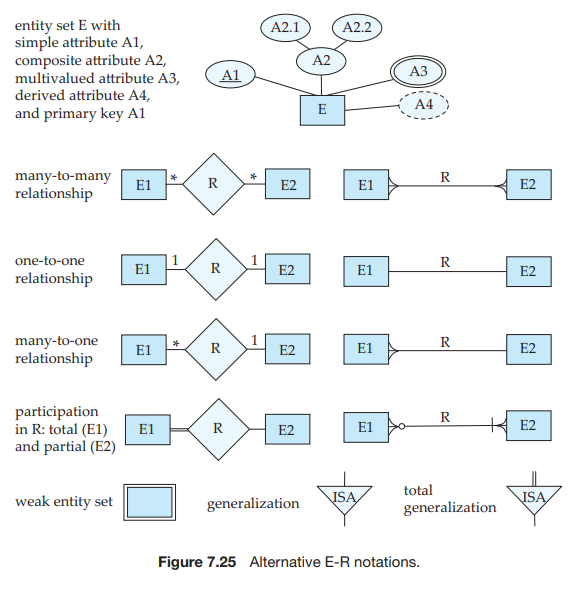 entity set E with
simple attribute A1,
composite attribute A2,
multivalued attribute A3,
derived attribute A4,
and primary key A1
A2.1
A2.2
A1
A2
A3
A4
E
many-to-many
relationship
E1 * R * E2
E1 R E2
one-to-one
relationship
E1 1 R 1 E2
E1 R E2
many-to-one
relationship
E1 * R 1 E2
E1 R E2
participation
in R: total (E1)
and partial (E2)
E1 R E2
E1 R E2
weak entity set
generalization
ISA
total
generalization
ISA
Figure 7.25 Alternative E-R notations.